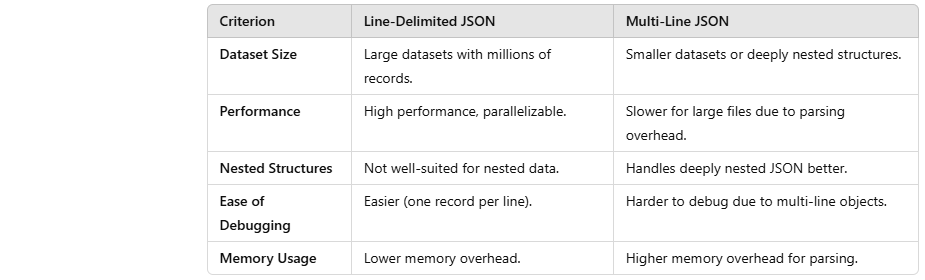 Criterion Line-Delimited JSON Multi-Line JSON
Dataset Size Large datasets with millions of Smaller datasets or deeply nested structures.
records.
Performance High performance, parallelizable. Slower for large files due to parsing
overhead.
Nested Structures Not well-suited for nested data. Handles deeply nested JSON better.
Ease of Easier (one record per line). Harder to debug due to multi-line objects.
Debugging
Memory Usage Lower memory overhead. Higher memory overhead for parsing.